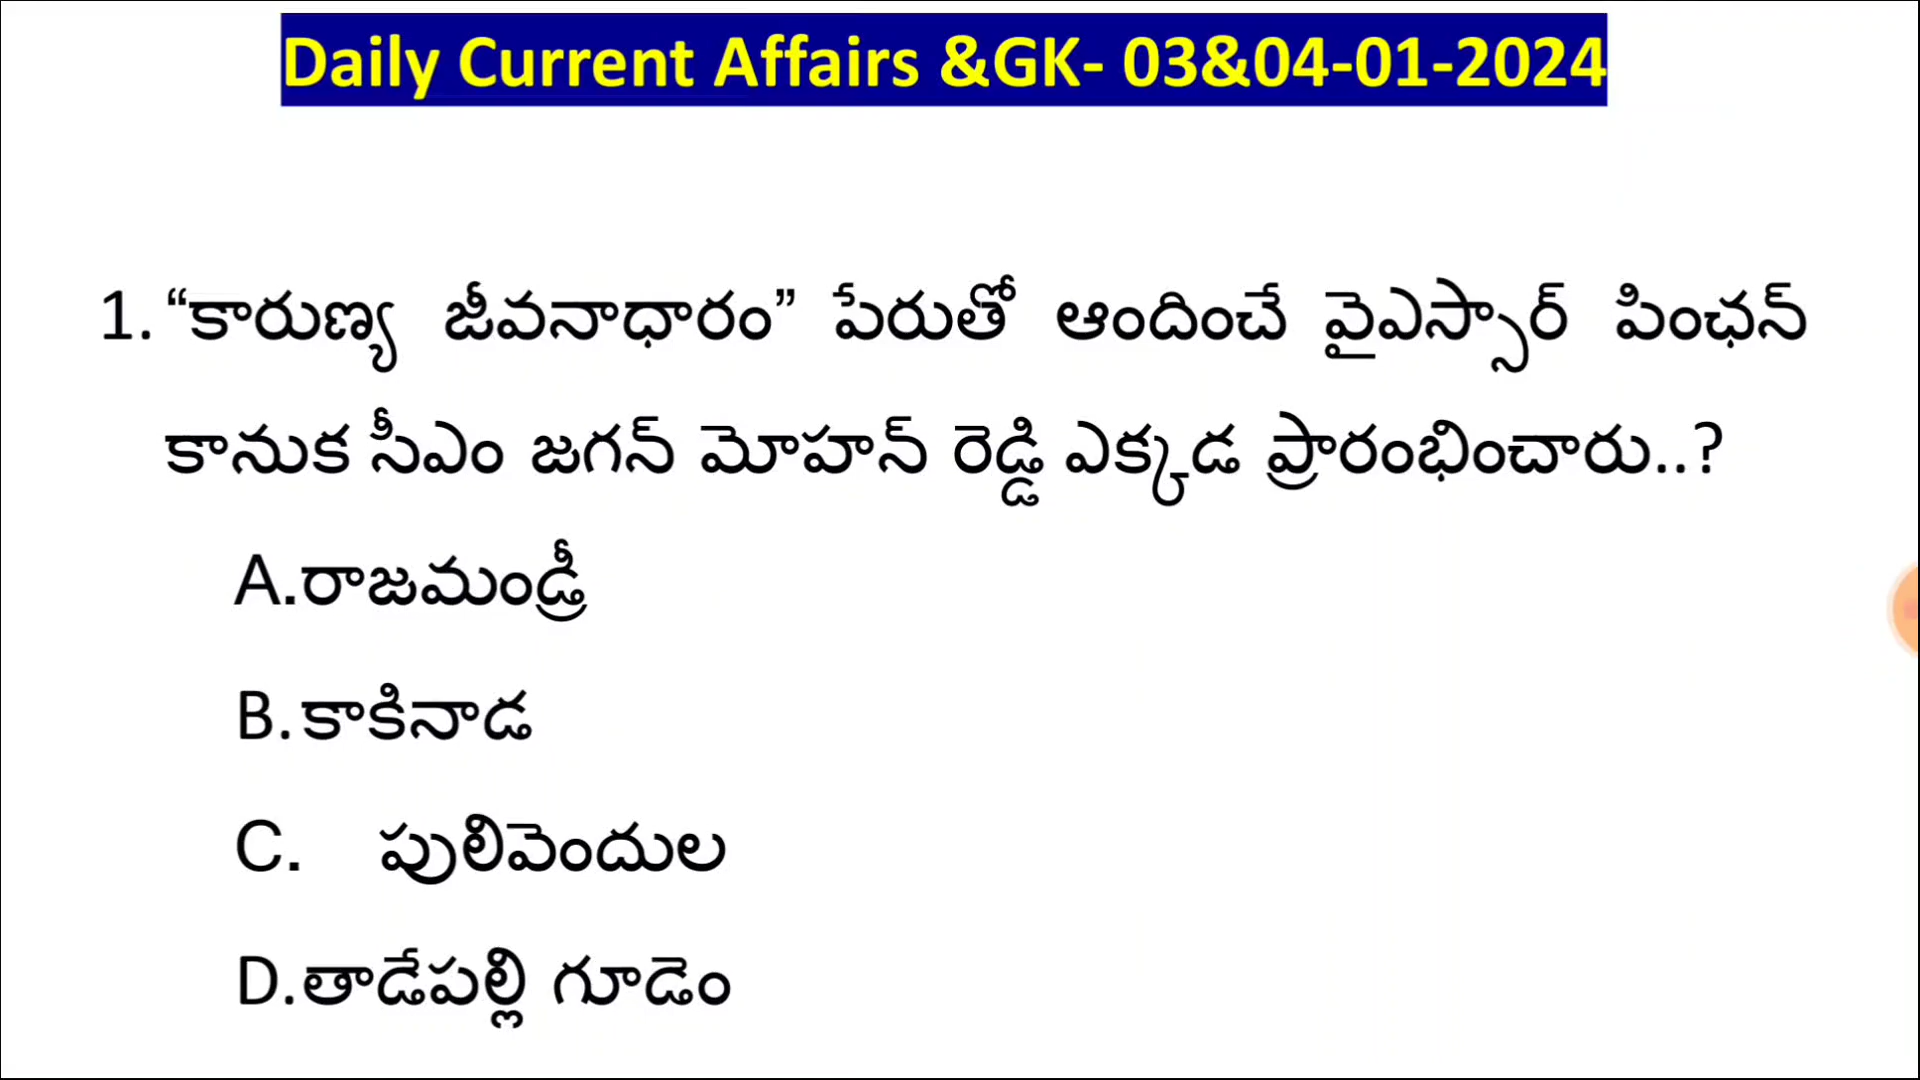 Daily Current Affairs &GK- 03&04-01-2024
1. “కారుణ్య జీవనాధారం” పేరుతో ఆందించే వైఎస్సార్ పింఛన్
కానుక సీఎం జగన్ మోహన్ రెడ్డి ఎక్కడ ప్రారంభించారు..?
A.రాజమండ్రీ
B.కాకినాడ
C. పులివెందుల
D.తాడేపల్లి గూడెం